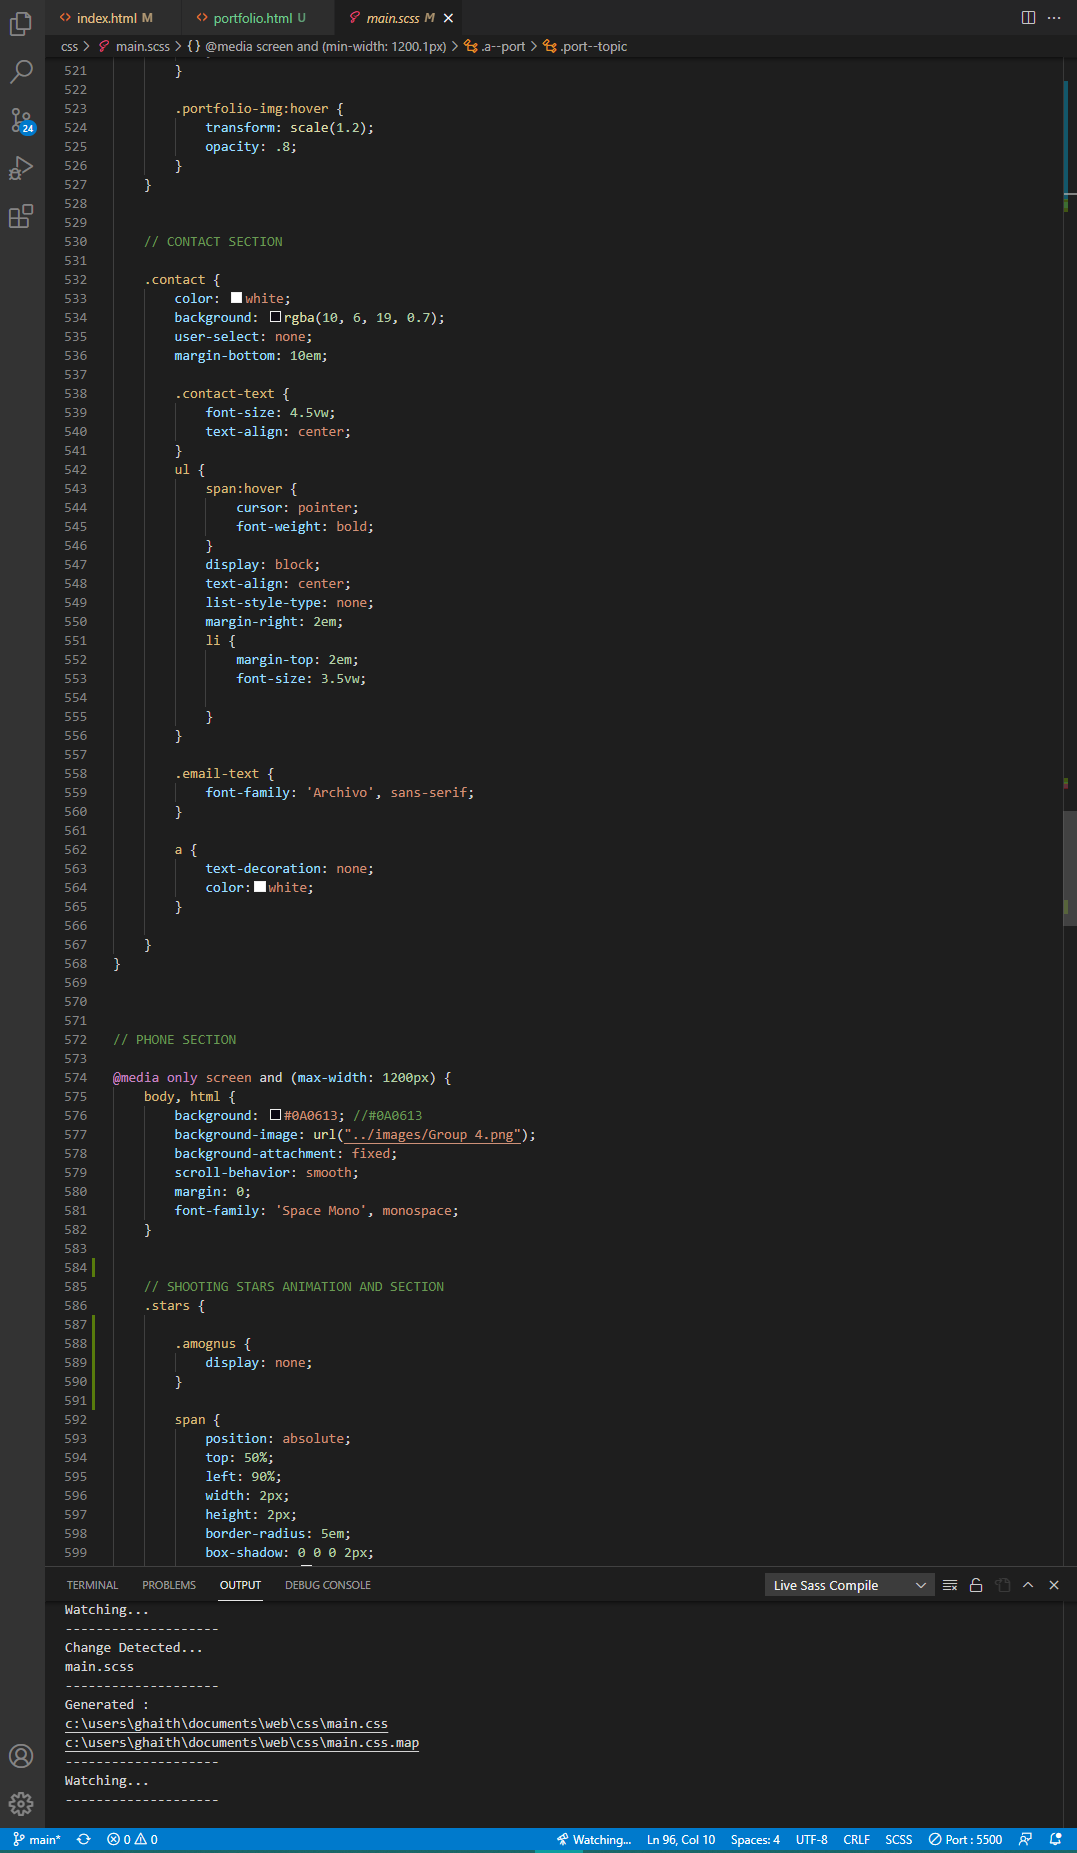 index.html M
portfolio.html U
main.scss M
css > main.scss > {} @media screen and (min-width: 1200.1px) > .a--port > .port--topic
521 }
522
523 .portfolio-img:hover {
524 transform: scale(1.2);
525 opacity: .8;
526 }
527 }
528
529
530 // CONTACT SECTION
531
532 .contact {
533 color: white;
534 background: rgba(10, 6, 19, 0.7);
535 user-select: none;
536 margin-bottom: 10em;
537
538 .contact-text {
539 font-size: 4.5vw;
540 text-align: center;
541 }
542 ul {
543 span:hover {
544 cursor: pointer;
545 font-weight: bold;
546 }
547 display: block;
548 text-align: center;
549 list-style-type: none;
550 margin-right: 2em;
551 li {
552 margin-top: 2em;
553 font-size: 3.5vw;
554
555 }
556 }
557
558 .email-text {
559 font-family: 'Archivo', sans-serif;
560 }
561
562 a {
563 text-decoration: none;
564 color: white;
565 }
566
567 }
568 }
569
570
571
572 // PHONE SECTION
573
574 @media only screen and (max-width: 1200px) {
575 body, html {
576 background: #0A0613; //#0A0613
577 background-image: url("../images/Group 4.png");
578 background-attachment: fixed;
579 scroll-behavior: smooth;
580 margin: 0;
581 font-family: 'Space Mono', monospace;
582 }
583
584
585 // SHOOTING STARS ANIMATION AND SECTION
586 .stars {
587
588 .amognus {
589 display: none;
590 }
591
592 span {
593 position: absolute;
594 top: 50%;
595 left: 90%;
596 width: 2px;
597 height: 2px;
598 border-radius: 5em;
599 box-shadow: 0 0 0 2px;
24
TERMINAL PROBLEMS OUTPUT DEBUG CONSOLE Live Sass Compile
Watching...
--------------------
Change Detected...
main.scss
--------------------
Generated :
c:\users\ghaith\documents\web\css\main.css
c:\users\ghaith\documents\web\css\main.css.map
--------------------
Watching...
--------------------
main* 0 0 Watching... Ln 96, Col 10 Spaces: 4 UTF-8 CRLF SCSS Port : 5500